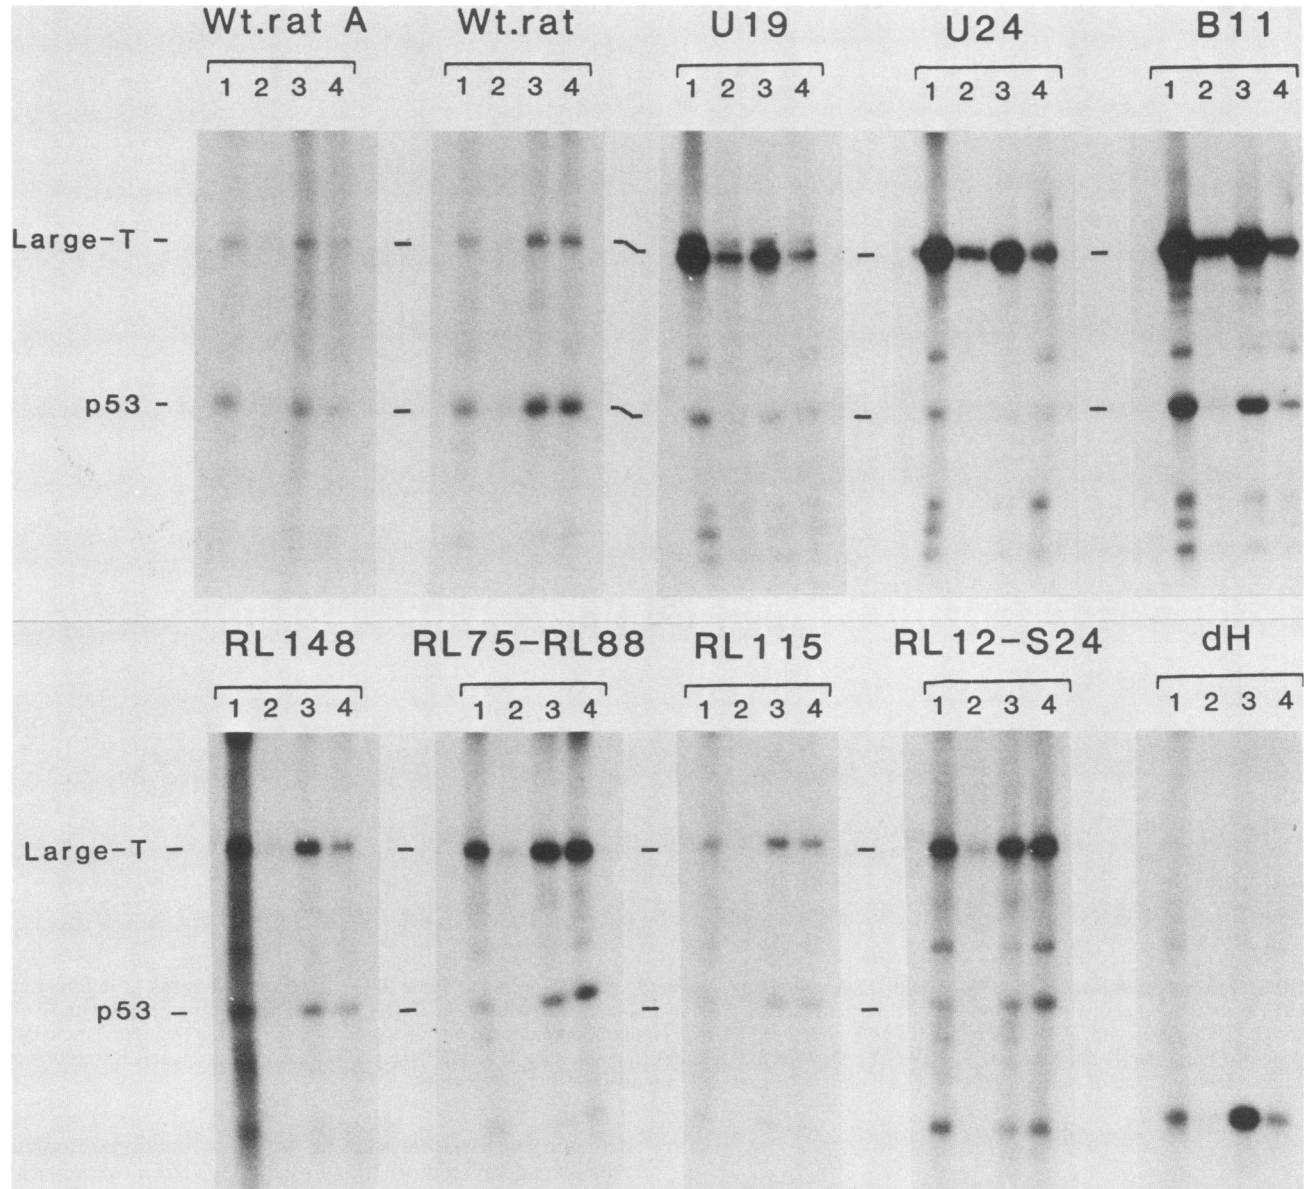 Wt.rat A Wt.rat U19 U24 B11
1 2 3 4 1 2 3 4 1 2 3 4 1 2 3 4 1 2 3 4
Large-T -
p53 -
RL148 RL75-RL88 RL115 RL12-S24 dH
1 2 3 4 1 2 3 4 1 2 3 4 1 2 3 4 1 2 3 4
Large-T -
p53 -